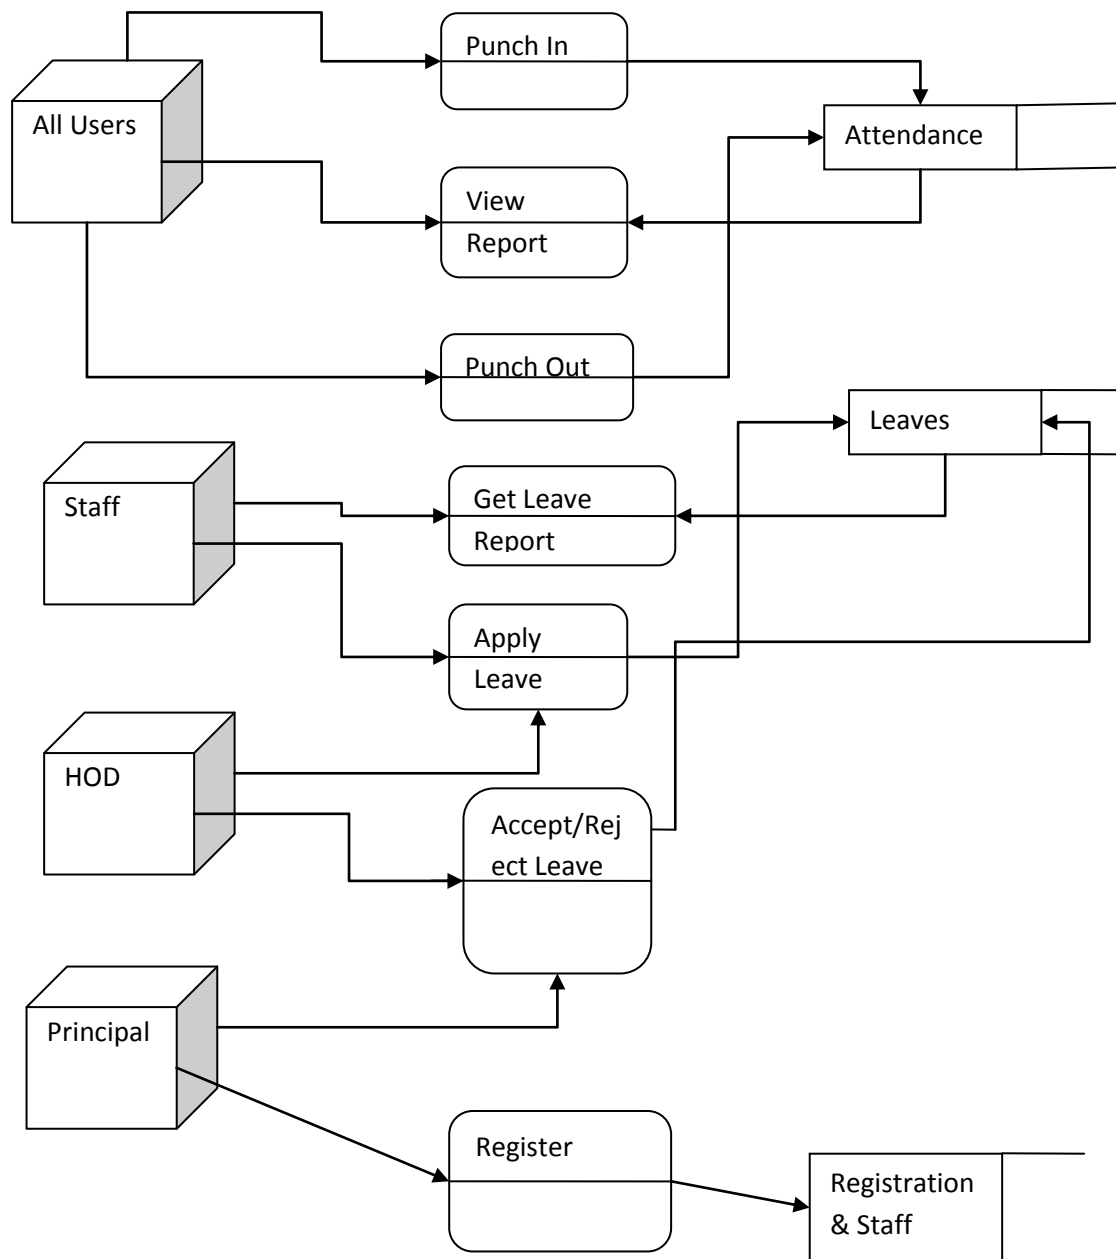 Punch In
All Users
Attendance
View
Report
Punch Out
Leaves
Staff
Get Leave
Report
Apply
Leave
HOD
Accept/Rej
ect Leave
Principal
Register
Registration
& Staff